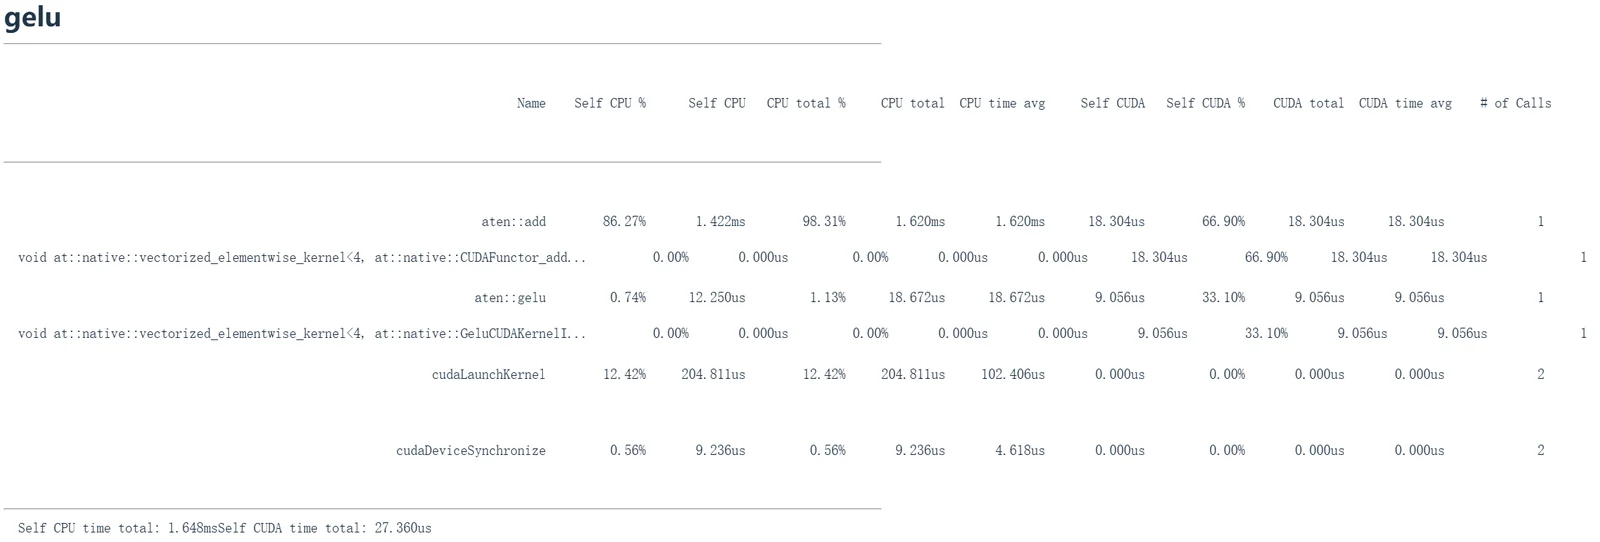 gelu
Name Self CPU % Self CPU CPU total % CPU total CPU time avg Self CUDA Self CUDA % CUDA total CUDA time avg # of Calls
aten::add 86.27% 1.422ms 98.31% 1.620ms 1.620ms 18.304us 66.90% 18.304us 18.304us 1
void at::native::vectorized_elementwise_kernel<4, at::native::CUDAFunctor_add... 0.00% 0.000us 0.00% 0.000us 0.000us 18.304us 66.90% 18.304us 18.304us 1
aten::gelu 0.74% 12.250us 1.13% 18.672us 18.672us 9.056us 33.10% 9.056us 9.056us 1
void at::native::vectorized_elementwise_kernel<4, at::native::GeluCUDAKernelI... 0.00% 0.000us 0.00% 0.000us 0.000us 9.056us 33.10% 9.056us 9.056us 1
cudaLaunchKernel 12.42% 204.811us 12.42% 204.811us 102.406us 0.000us 0.00% 0.000us 0.000us 2
cudaDeviceSynchronize 0.56% 9.236us 0.56% 9.236us 4.618us 0.000us 0.00% 0.000us 0.000us 2
Self CPU time total: 1.648msSelf CUDA time total: 27.360us